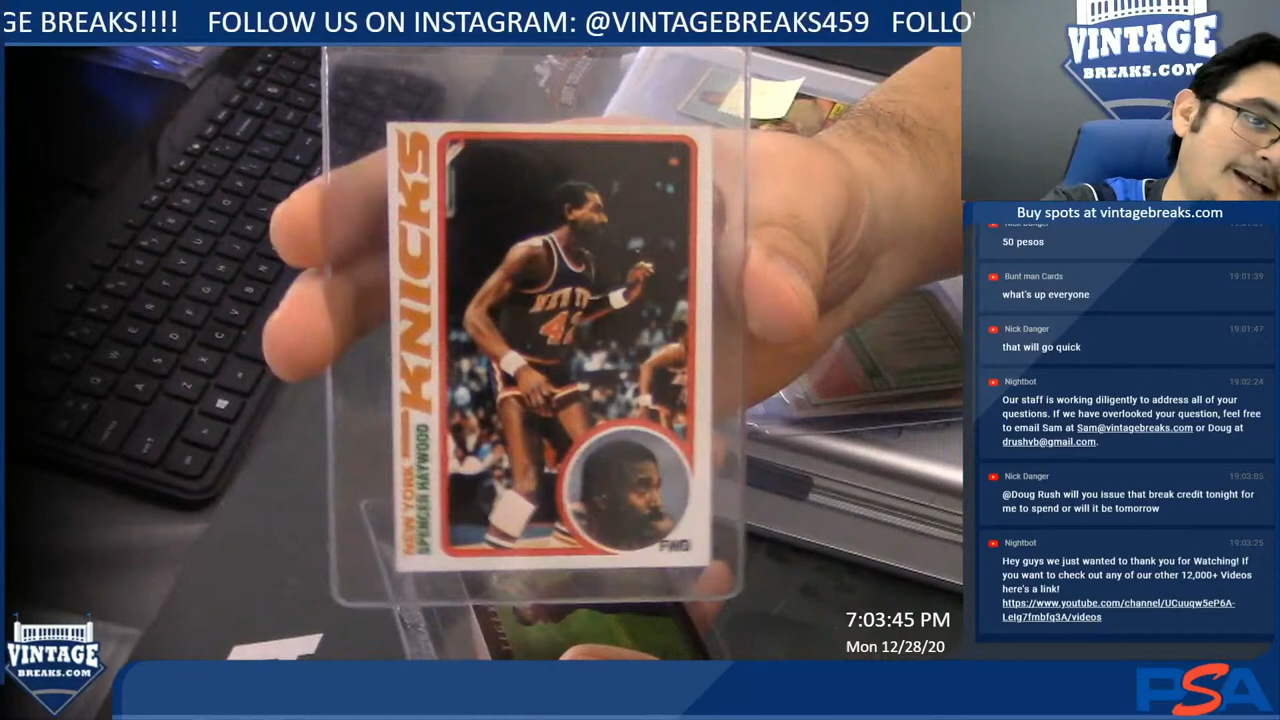 GE BREAKS!!!! FOLLOW US ON INSTAGRAM: @VINTAGEBREAKS459 FOLLO
VINTAGE
BREAKS.COM
KNICKS
NEW YORK
SPENCER HAYWOOD
NEW
42
FWD
Buy spots at vintagebreaks.com
Nick Danger
50 pesos
Bunt man Cards 19:01:39
what's up everyone
Nick Danger 19:01:47
that will go quick
Nightbot 19:02:24
Our staff is working diligently to address all of your
questions. If we have overlooked your question, feel free
to email Sam at Sam@vintagebreaks.com or Doug at
drushvb@gmail.com.
Nick Danger 19:03:05
@Doug Rush will you issue that break credit tonight for
me to spend or will it be tomorrow
Nightbot 19:03:25
Hey guys we just wanted to thank you for Watching! If
you want to check out any of our other 12,000+ Videos
here's a link!
https://www.youtube.com/channel/UCuuqw5eP6A-
Leig7fmbfq3A/videos
7:03:45 PM
Mon 12/28/20
VINTAGE
BREAKS.COM
PSA